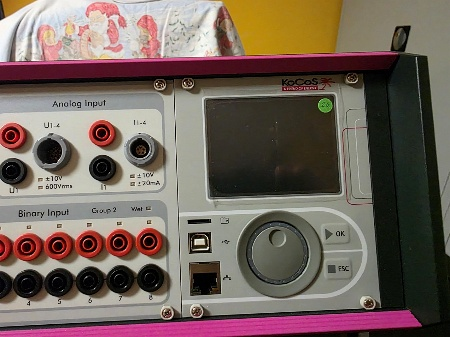 KoCoS
Analog Input
U1-4
I1-4
±10V
600Vrms
±10V
±20mA
U1
I1
Binary Input
Group 2
Wet
4
5
6
7
8
OK
ESC